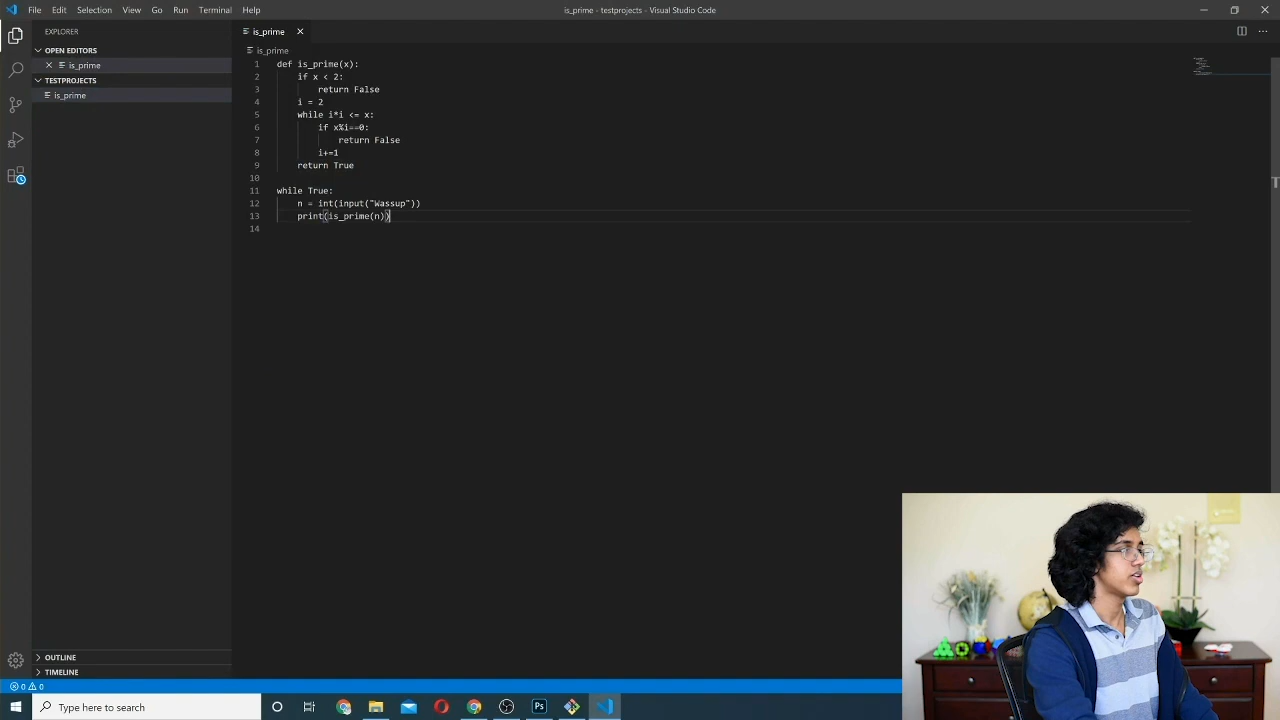 File Edit Selection View Go Run Terminal Help
is_prime - testprojects - Visual Studio Code
EXPLORER
OPEN EDITORS
is_prime
TESTPROJECTS
is_prime
OUTLINE
TIMELINE
is_prime
is_prime
1 def is_prime(x):
2 if x < 2:
3 return False
4 i = 2
5 while i*i <= x:
6 if x%i==0:
7 return False
8 i+=1
9 return True
10
11 while True:
12 n = int(input("Wassup"))
13 print(is_prime(n))
14
0 0
Type here to search
Ps